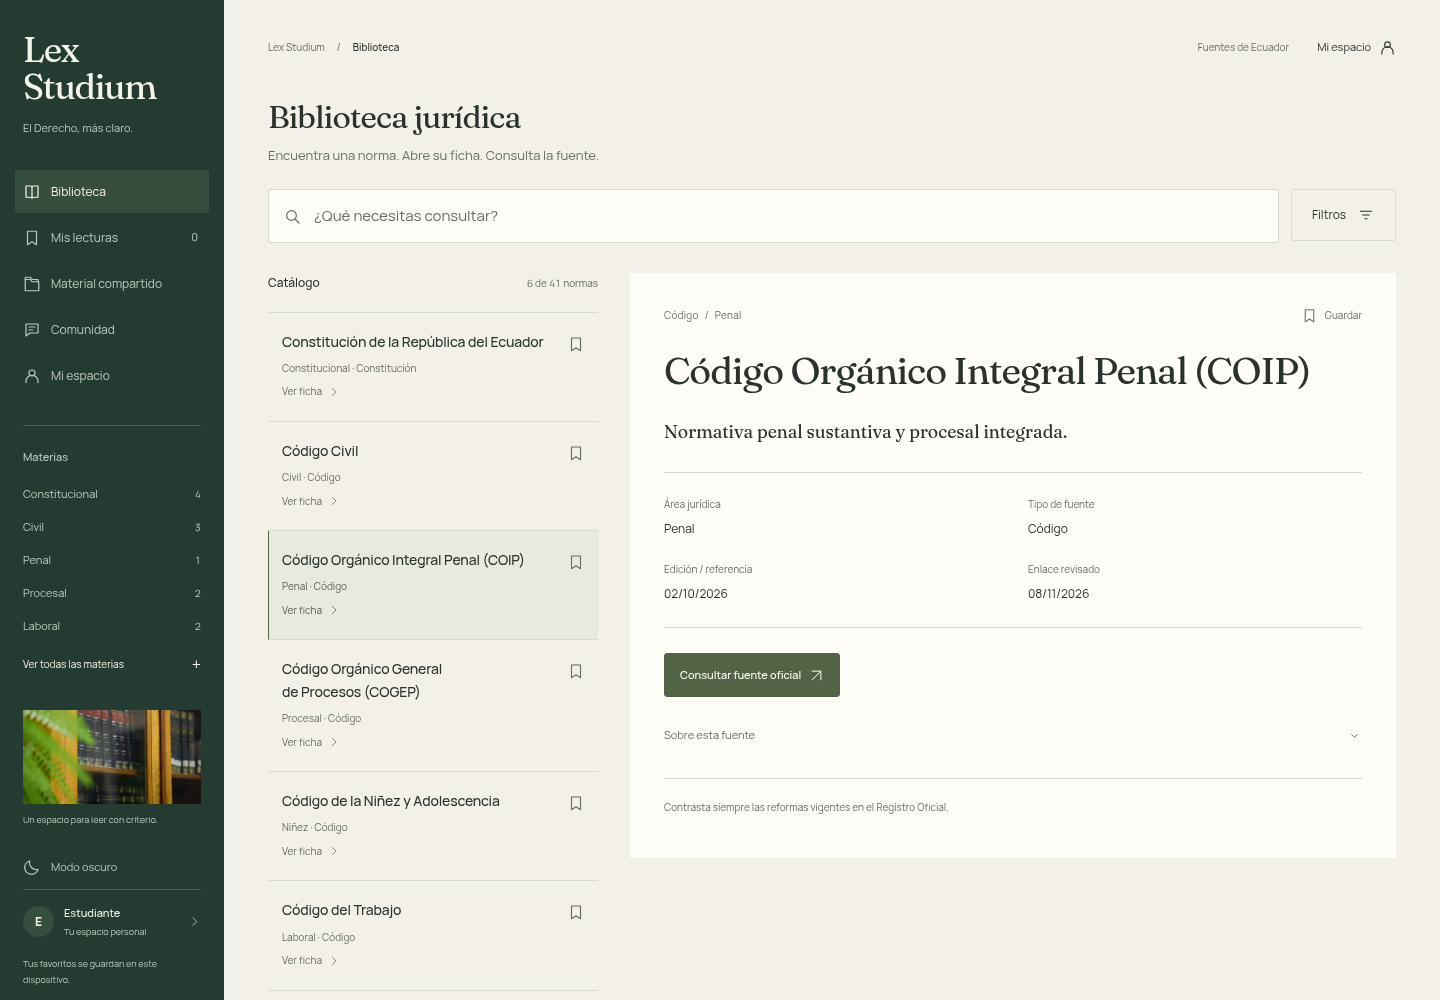 Lex
Studium
El Derecho, más claro.
Biblioteca
Mis lecturas 0
Material compartido
Comunidad
Mi espacio
Materias
Constitucional 4
Civil 3
Penal 1
Procesal 2
Laboral 2
Ver todas las materias +
Un espacio para leer con criterio.
Modo oscuro
E
Estudiante
Tu espacio personal
Tus favoritos se guardan en este
dispositivo.
Lex Studium / Biblioteca
Fuentes de Ecuador
Mi espacio
Biblioteca jurídica
Encuentra una norma. Abre su ficha. Consulta la fuente.
¿Qué necesitas consultar?
Filtros
Catálogo
6 de 41 normas
Constitución de la República del Ecuador
Constitucional · Constitución
Ver ficha
Código Civil
Civil · Código
Ver ficha
Código Orgánico Integral Penal (COIP)
Penal · Código
Ver ficha
Código Orgánico General
de Procesos (COGEP)
Procesal · Código
Ver ficha
Código de la Niñez y Adolescencia
Niñez · Código
Ver ficha
Código del Trabajo
Laboral · Código
Ver ficha
Código / Penal
Guardar
Código Orgánico Integral Penal (COIP)
Normativa penal sustantiva y procesal integrada.
Área jurídica
Penal
Tipo de fuente
Código
Edición / referencia
02/10/2026
Enlace revisado
08/11/2026
Consultar fuente oficial
Sobre esta fuente
Contrasta siempre las reformas vigentes en el Registro Oficial.